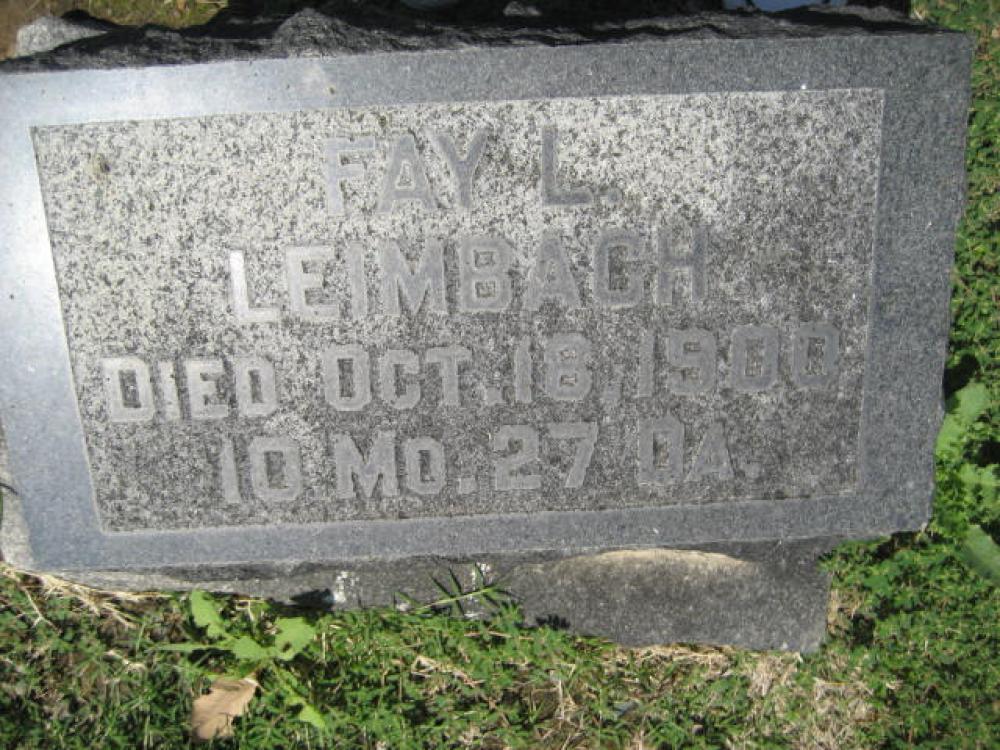 FAY L.
LEIMBACH
DIED OCT. 18, 1900
10 MO. 27 DA.